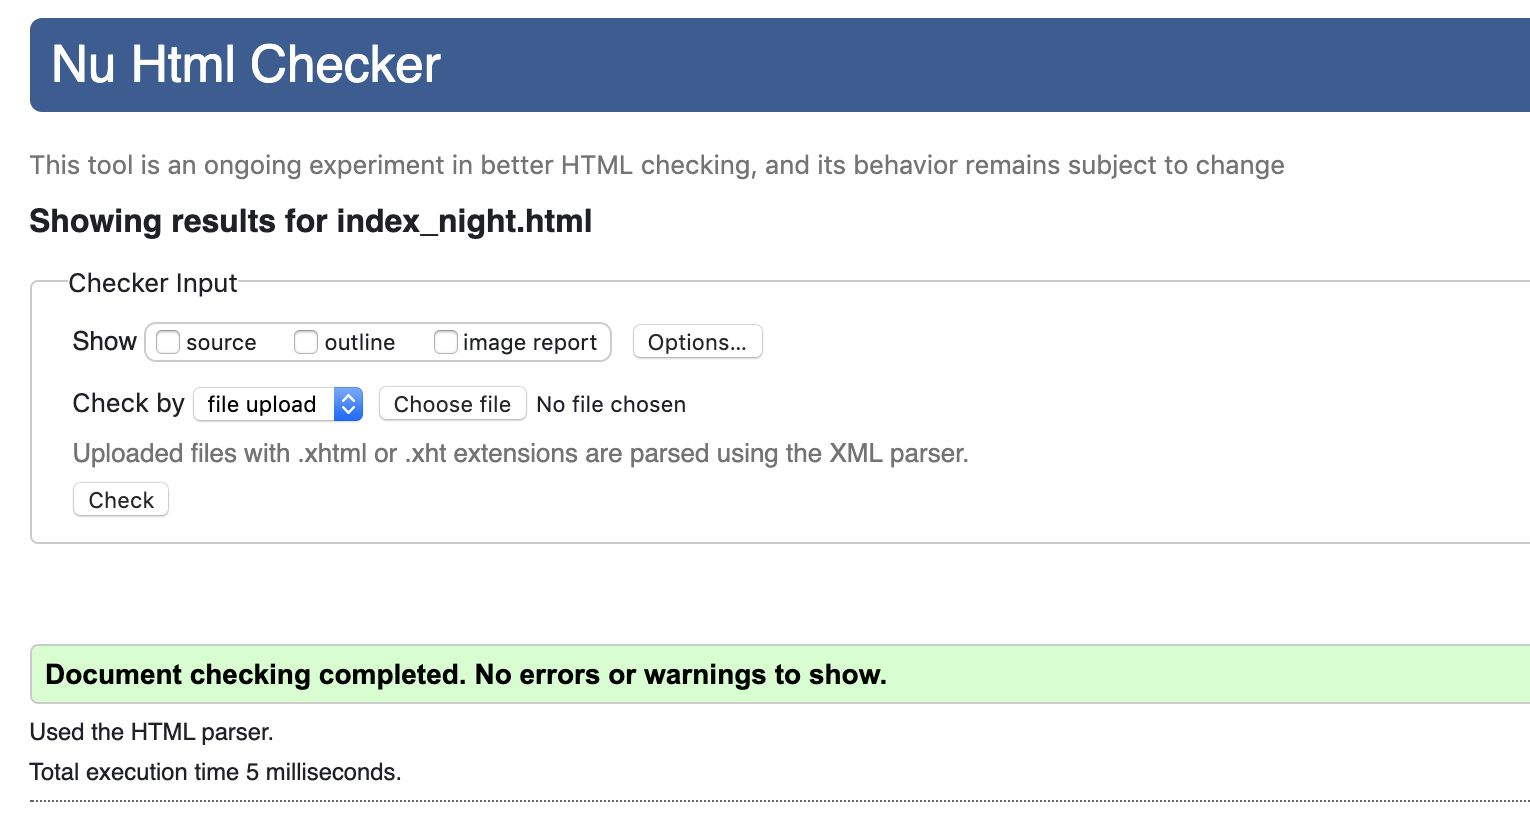 Nu Html Checker
This tool is an ongoing experiment in better HTML checking, and its behavior remains subject to change
Showing results for index_night.html
Checker Input
Show source outline image report Options...
Check by file upload Choose file No file chosen
Uploaded files with .xhtml or .xht extensions are parsed using the XML parser.
Check
Document checking completed. No errors or warnings to show.
Used the HTML parser.
Total execution time 5 milliseconds.